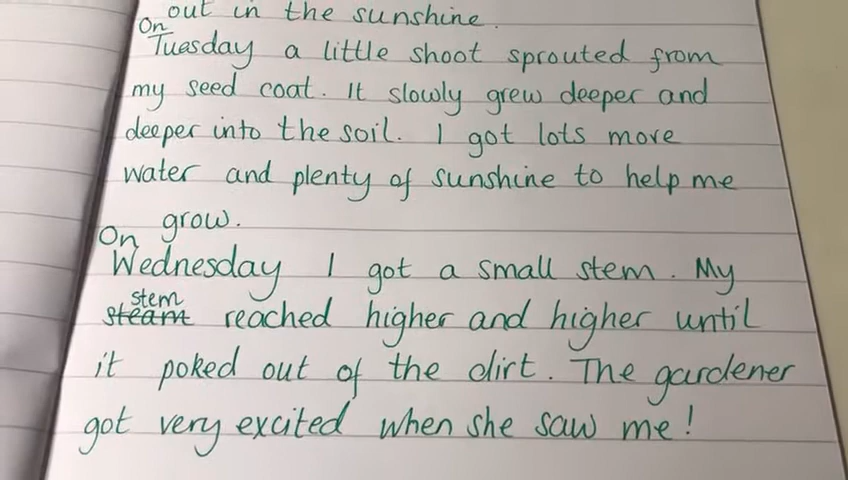 out in the sunshine.
On
Tuesday a little shoot sprouted from
my seed coat. It slowly grew deeper and
deeper into the soil. I got lots more
water and plenty of sunshine to help me
grow.
On
Wednesday I got a small stem. My
stem
steam reached higher and higher until
it poked out of the dirt. The gardener
got very excited when she saw me!